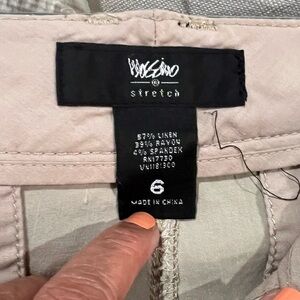 Mossimo
stretch
57% LINEN
39% RAYON
4% SPANDEX
RN17730
6
MADE IN CHINA